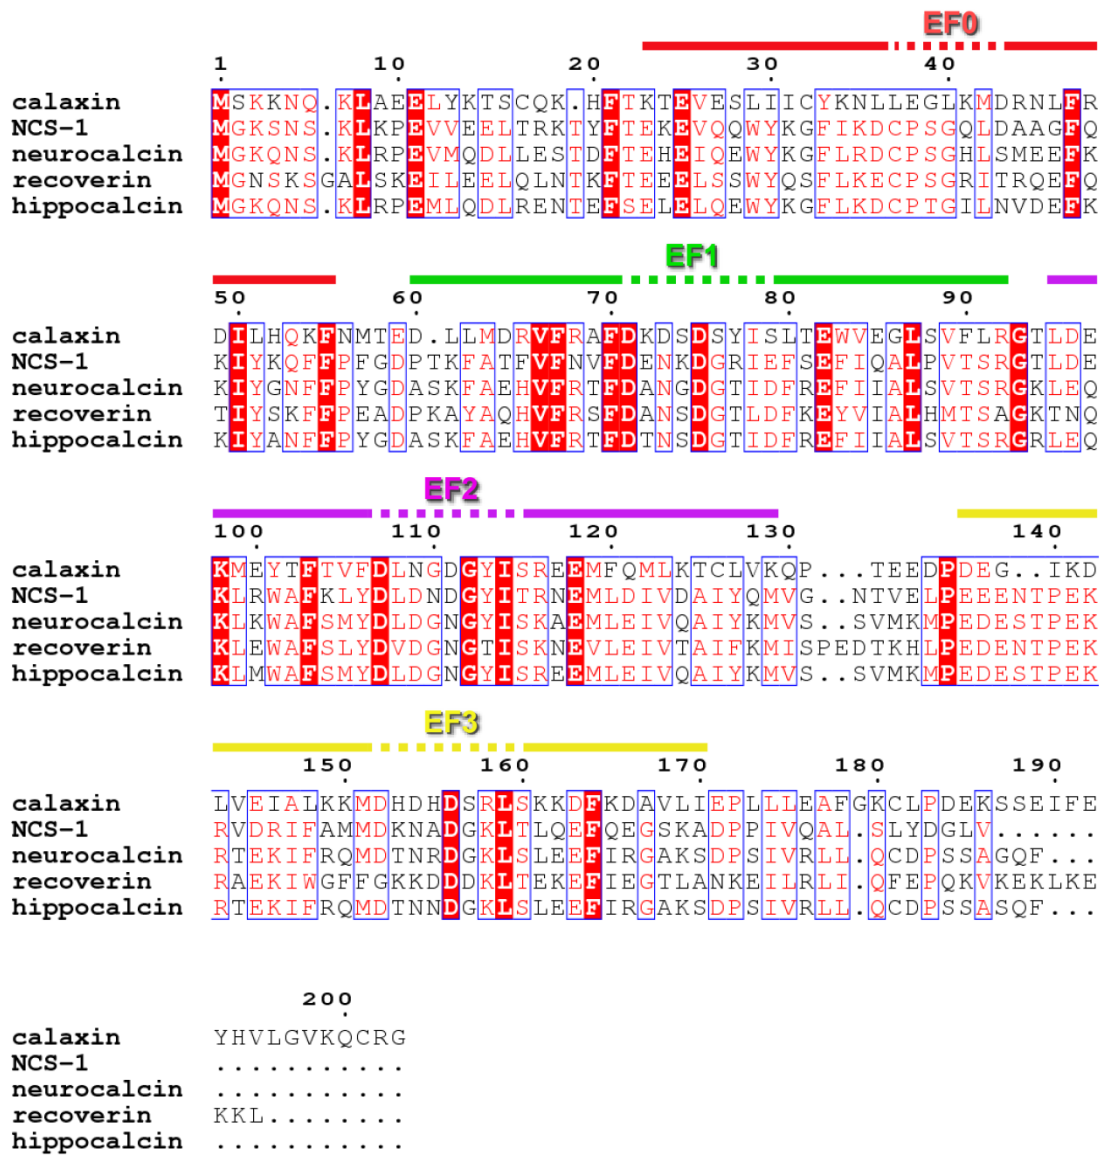 EF0
1 10 20 30 40
calaxin MSKKNQ.KLAEELYKTSCQK.HFTKTEVESLIICYKNLLEGLKMDRNLFR
NCS-1 MGKSNS.KLKPEVVEELTRKTYFTEKEVQQWYKGFIKDCPSGQLDAAGFQ
neurocalcin MGKQNS.KLRPEVMQDLLESTDFTEHEIQEWYKGFLRDCPSGHLSMEEFK
recoverin MGNSKSGALSKEILEELQLNTKFTEEELSSWYQSFLKECPSGRITRQEFQ
hippocalcin MGKQNS.KLRPEMLQDLRENTEFSELELQEWYKGFLKDCPTGILNVDEFK
EF1
50 60 70 80 90
calaxin DILHQKFNMTED.LLMDRVFRAFDKDSDSYISLTEWVEGLSVFLRGTLDE
NCS-1 KIYKQFFPFGDPTKFATFVFNVFDENKDGRIEFSEFIQALPVTSRGTLDE
neurocalcin KIYGNFFPYGDASKFAEHVFRTFDANGDGTIDFREFIIALSVTSRGKLEQ
recoverin TIYSKFFPEADPKAYAQHVFRSFDANSDGTLDFKEYVIALHMTSAGKTNQ
hippocalcin KIYANFFPYGDASKFAEHVFRTFDTNSDGTIDFREFIIALSVTSRGRLEQ
EF2
100 110 120 130 140
calaxin KMEYTFTVFDLNGDGYISREEMFQMLKTCLVKQP...TEEDPDEG..IKD
NCS-1 KLRWAFKLYDLDNDGYITRNEMLDIVDAIYQMVG..NTVELPEEENTPEK
neurocalcin KLKWAFSMYDLDGNGYISKAEMLEIVQAIYKMVS..SVMKMPEDESTPEK
recoverin KLEWAFSLYDVDGNGTISKNEVLEIVTAIFKMISPEDTKHLPEDENTPEK
hippocalcin KLMWAFSMYDLDGNGYISREEMLEIVQAIYKMVS..SVMKMPEDESTPEK
EF3
150 160 170 180 190
calaxin LVEIALKKMDHDHDSRLSKKDFKDAVLIEPLLLEAFGKCLPDEKSSEIFE
NCS-1 RVDRIFAMMDKNADGKLTLQEFQEGSKADPPIVQAL.SLYDGLV......
neurocalcin RTEKIFRQMDTNRDGKLSLEEFIRGAKSDPSIVRLL.QCDPSSAGQF...
recoverin RAEKIWGFFGKKDDDKLTEKEFIEGTLANKEILRLI.QFEPQKVKEKLKE
hippocalcin RTEKIFRQMDTNNDGKLSLEEFIRGAKSDPSIVRLL.QCDPSSASQF...
200
calaxin YHVLGVKQCRG
NCS-1 ...........
neurocalcin ...........
recoverin KKL........
hippocalcin ...........